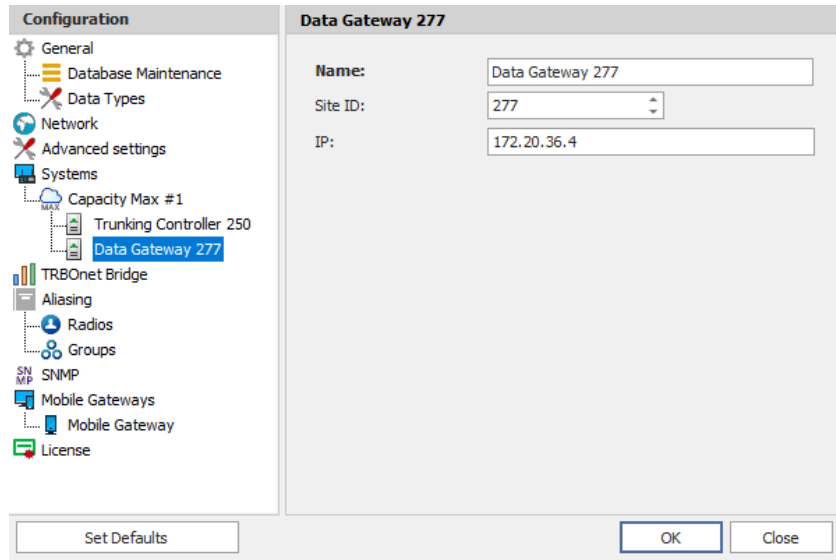 Configuration
General
Database Maintenance
Data Types
Network
Advanced settings
Systems
MAX Capacity Max #1
Trunking Controller 250
Data Gateway 277
TRBOnet Bridge
Aliasing
Radios
Groups
SN
MP SNMP
Mobile Gateways
Mobile Gateway
License
Data Gateway 277
Name: Data Gateway 277
Site ID: 277
IP: 172.20.36.4
Set Defaults
OK
Close